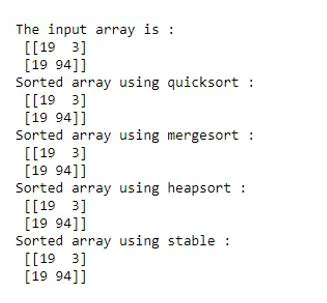 The input array is :
 [[19  3]
 [19 94]]
Sorted array using quicksort :
 [[19  3]
 [19 94]]
Sorted array using mergesort :
 [[19  3]
 [19 94]]
Sorted array using heapsort :
 [[19  3]
 [19 94]]
Sorted array using stable :
 [[19  3]
 [19 94]]